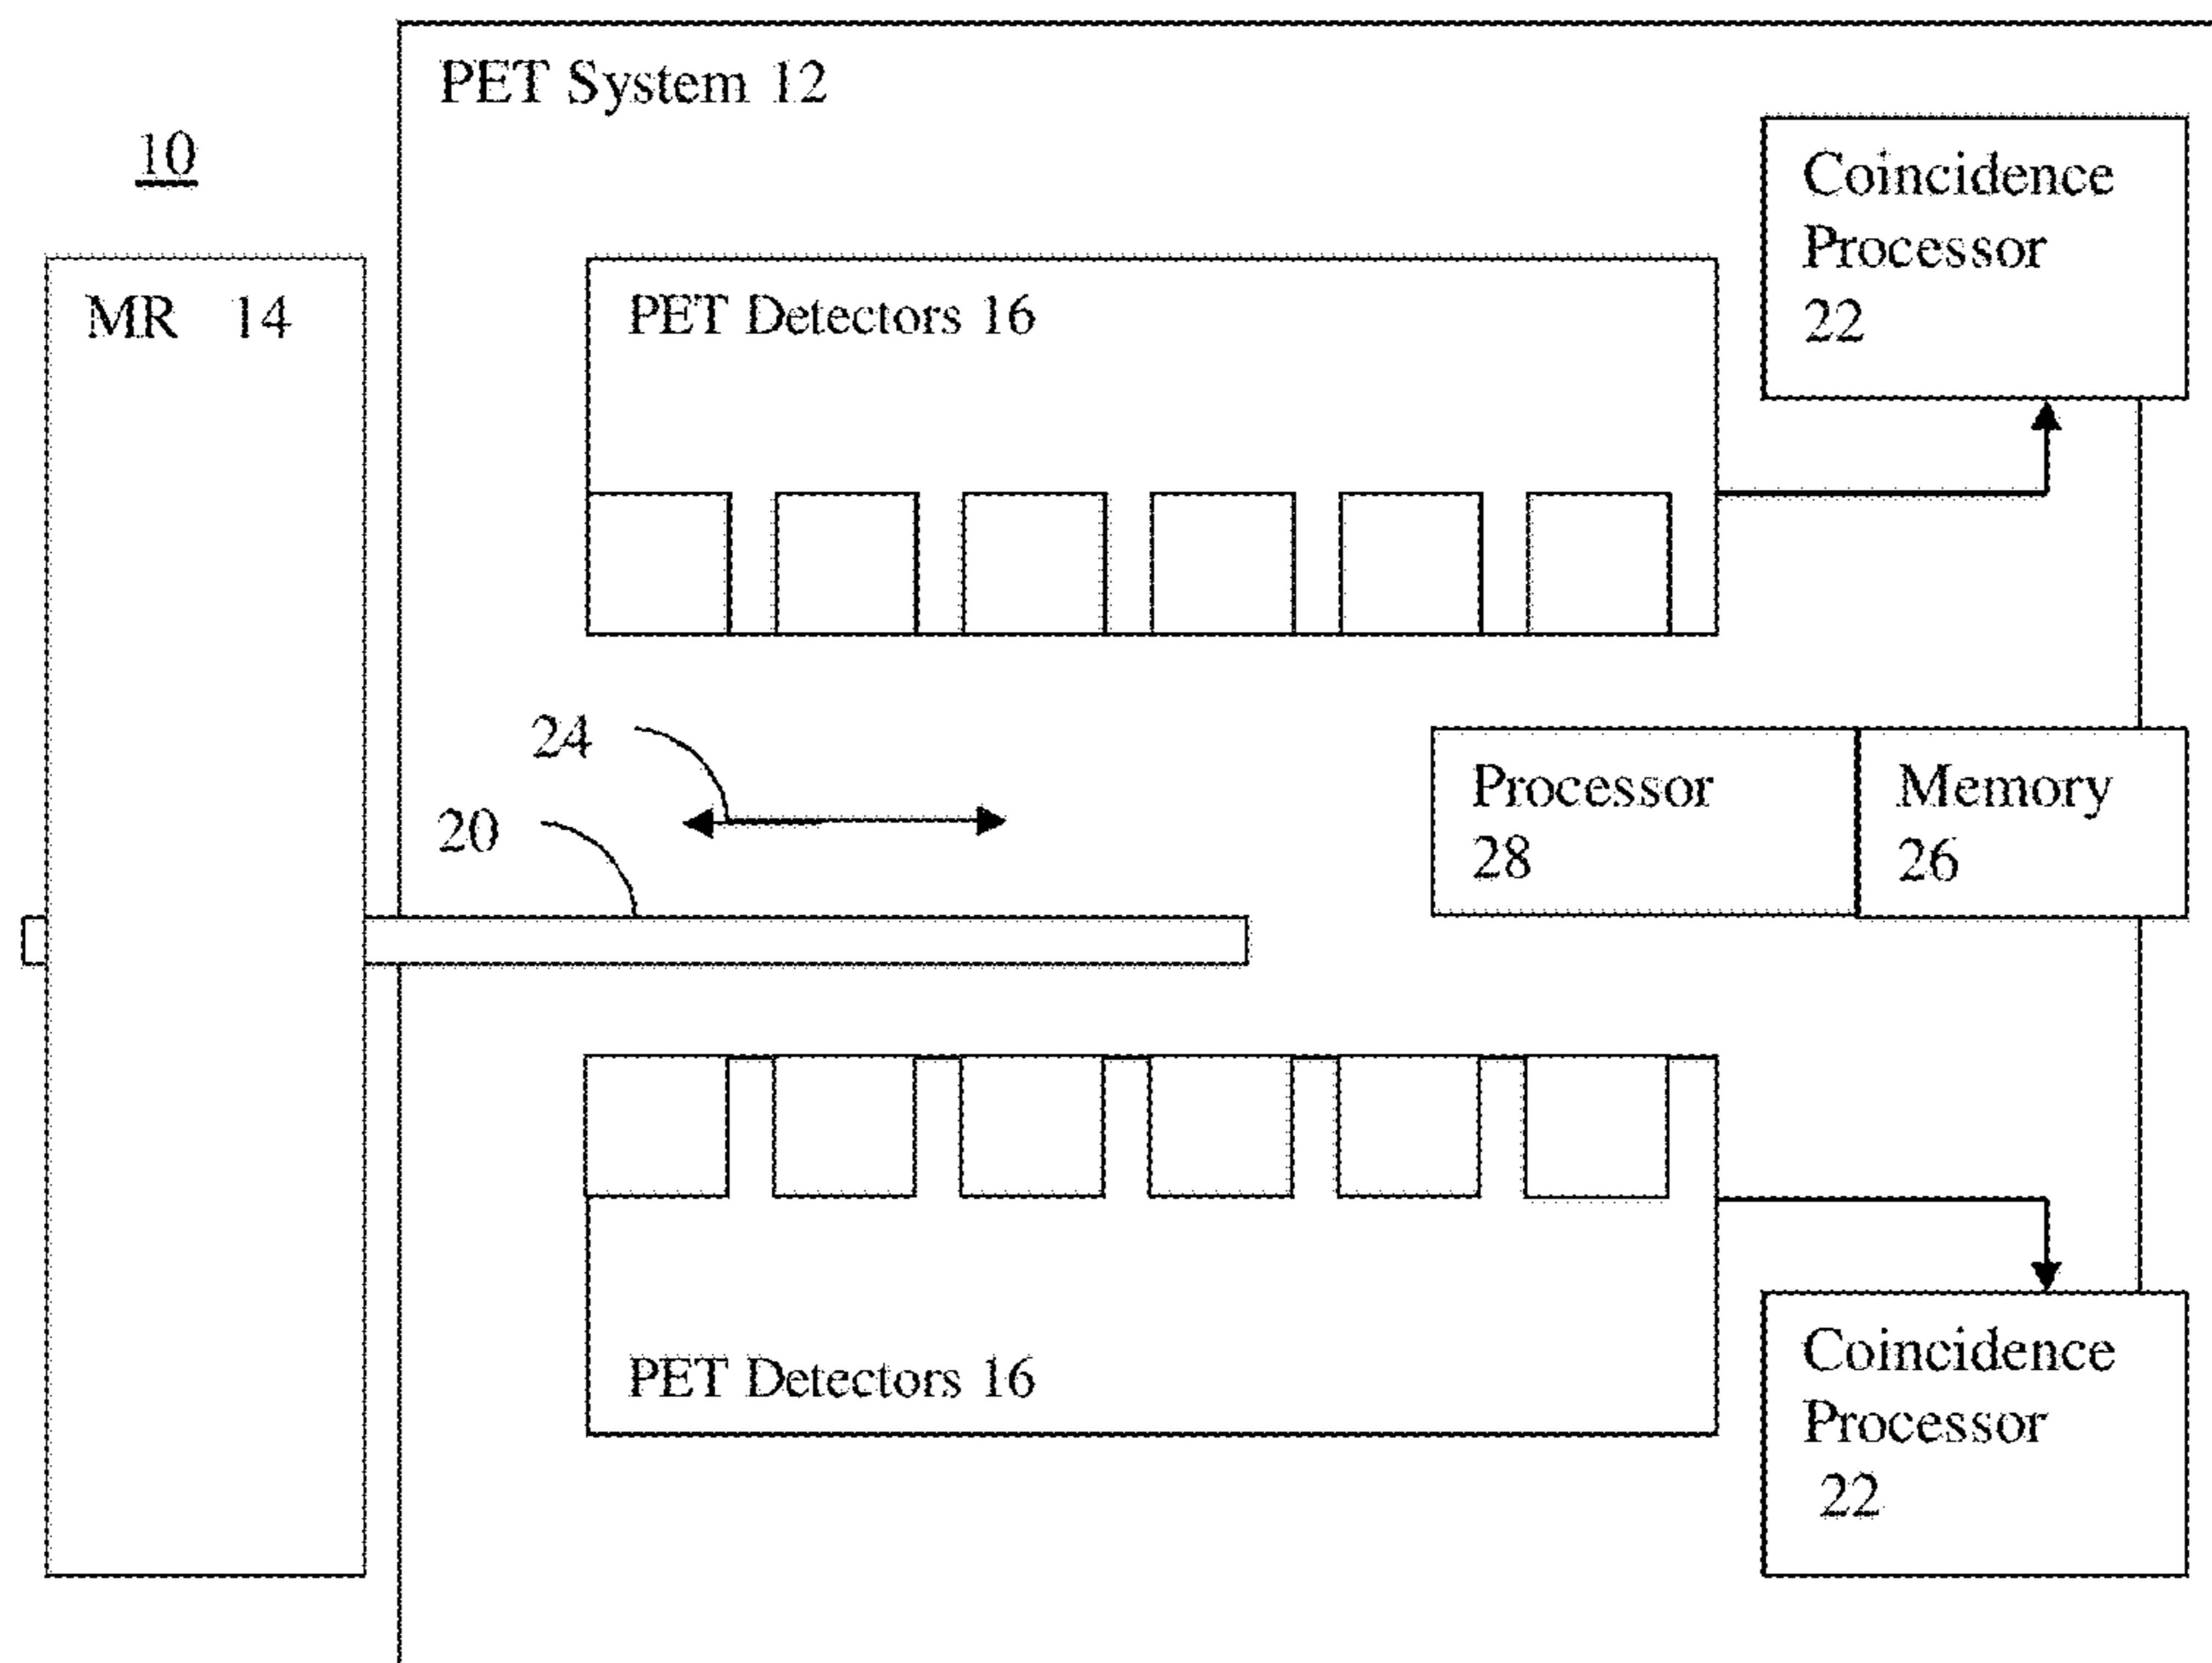 PET System 12
10
Coincidence
Processor
22
MR 14
PET Detectors 16
24
20
Processor
28
Memory
26
PET Detectors 16
Coincidence
Processor
22